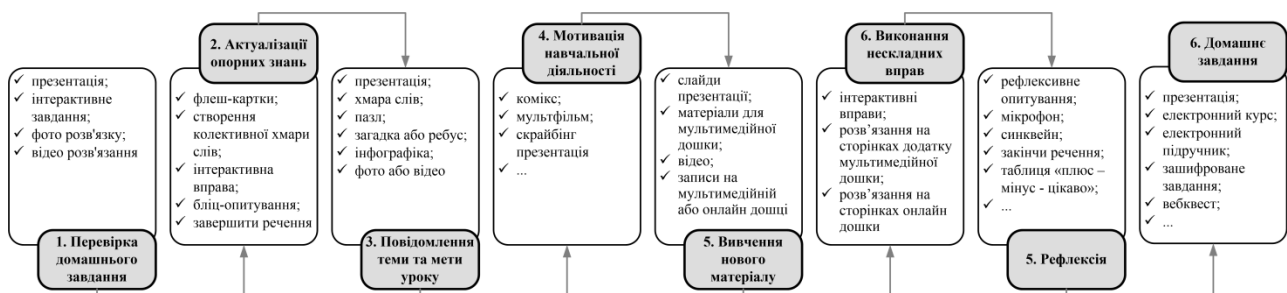 1. Перевірка
домашнього
завдання
✓ презентація;
✓ інтерактивне
завдання;
✓ фото розв'язку;
✓ відео розв'язання
2. Актуалізації
опорних знань
✓ флеш-картки;
✓ створення
колективної хмари
слів;
✓ інтерактивна
вправа;
✓ бліц-опитування;
✓ завершити речення
3. Повідомлення
теми та мети
уроку
✓ презентація;
✓ хмара слів;
✓ пазл;
✓ загадка або ребус;
✓ інфографіка;
✓ фото або відео
4. Мотивація
навчальної
діяльності
✓ комікс;
✓ мультфільм;
✓ скрайбінг
презентація
✓ ...
5. Вивчення
нового
матеріалу
✓ слайди
презентації;
✓ матеріали для
мультимедійної
дошки;
✓ відео;
✓ записи на
мультимедійній
або онлайн дошці
6. Виконання
нескладних
вправ
✓ інтерактивні
вправи;
✓ розв’язання на
сторінках додатку
мультимедійної
дошки;
✓ розв’язання на
сторінках онлайн
дошки
5. Рефлексія
✓ рефлексивне
опитування;
✓ мікрофон;
✓ синквейн;
✓ закінчи речення;
✓ таблиця «плюс –
мінус - цікаво»;
✓ ...
6. Домашнє
завдання
✓ презентація;
✓ електронний курс;
✓ електронний
підручник;
✓ зашифроване
завдання;
✓ вебквест;
✓ ...